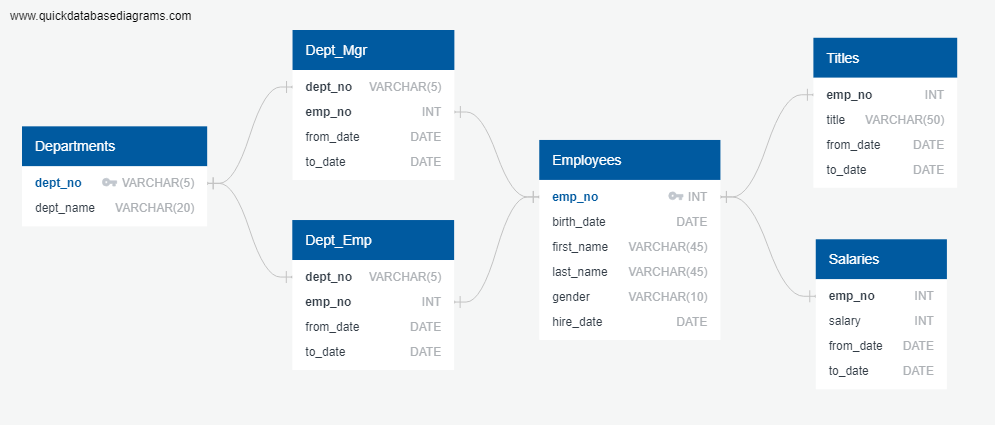 www.quickdatabasediagrams.com
Departments
dept_no VARCHAR(5)
dept_name VARCHAR(20)
Dept_Mgr
dept_no VARCHAR(5)
emp_no INT
from_date DATE
to_date DATE
Dept_Emp
dept_no VARCHAR(5)
emp_no INT
from_date DATE
to_date DATE
Employees
emp_no INT
birth_date DATE
first_name VARCHAR(45)
last_name VARCHAR(45)
gender VARCHAR(10)
hire_date DATE
Titles
emp_no INT
title VARCHAR(50)
from_date DATE
to_date DATE
Salaries
emp_no INT
salary INT
from_date DATE
to_date DATE